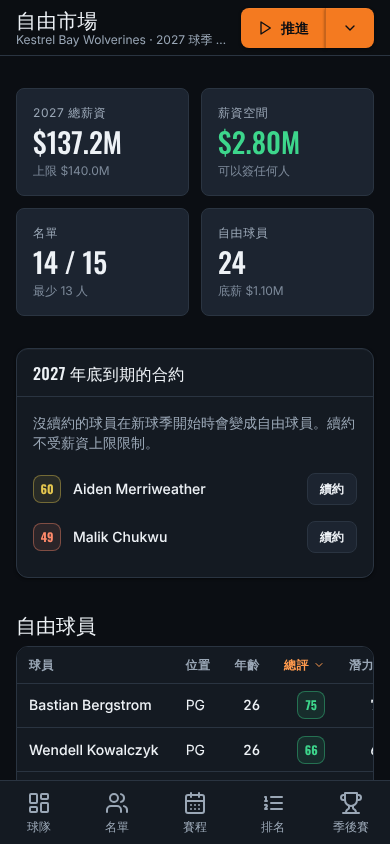 自由市場
Kestrel Bay Wolverines · 2027 球季 ...
推進
2027 總薪資
$137.2M
上限 $140.0M
薪資空間
$2.80M
可以簽任何人
名單
14 / 15
最少 13 人
自由球員
24
底薪 $1.10M
2027 年底到期的合約
沒續約的球員在新球季開始時會變成自由球員。續約
不受薪資上限限制。
60 Aiden Merriweather 續約
49 Malik Chukwu 續約
自由球員
球員 位置 年齡 總評 潛力
Bastian Bergstrom PG 26 75
Wendell Kowalczyk PG 26 66
球隊 名單 賽程 排名 季後賽